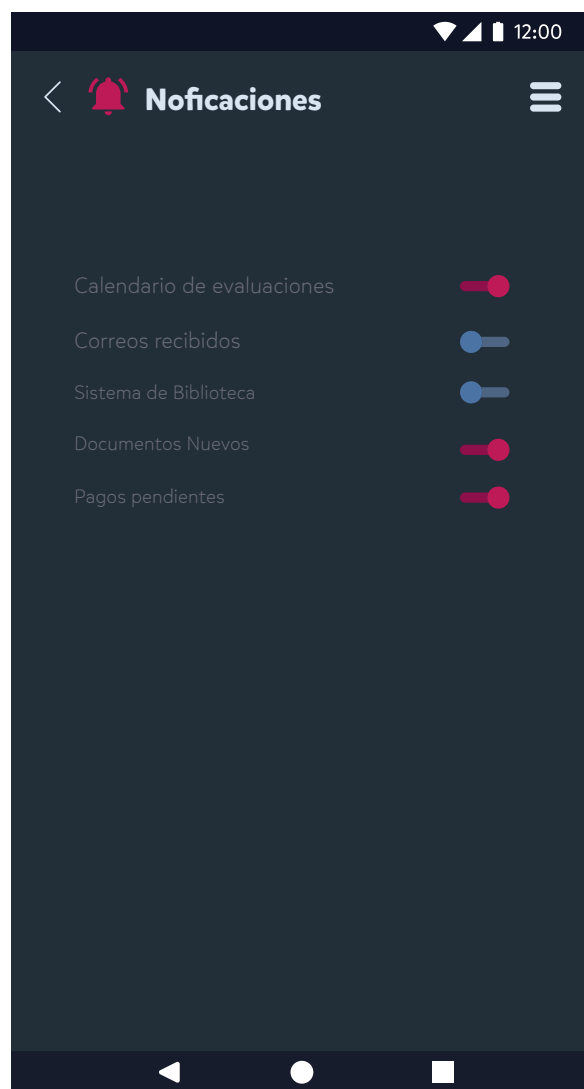 12:00
Noficaciones
Calendario de evaluaciones
Correos recibidos
Sistema de Biblioteca
Documentos Nuevos
Pagos pendientes